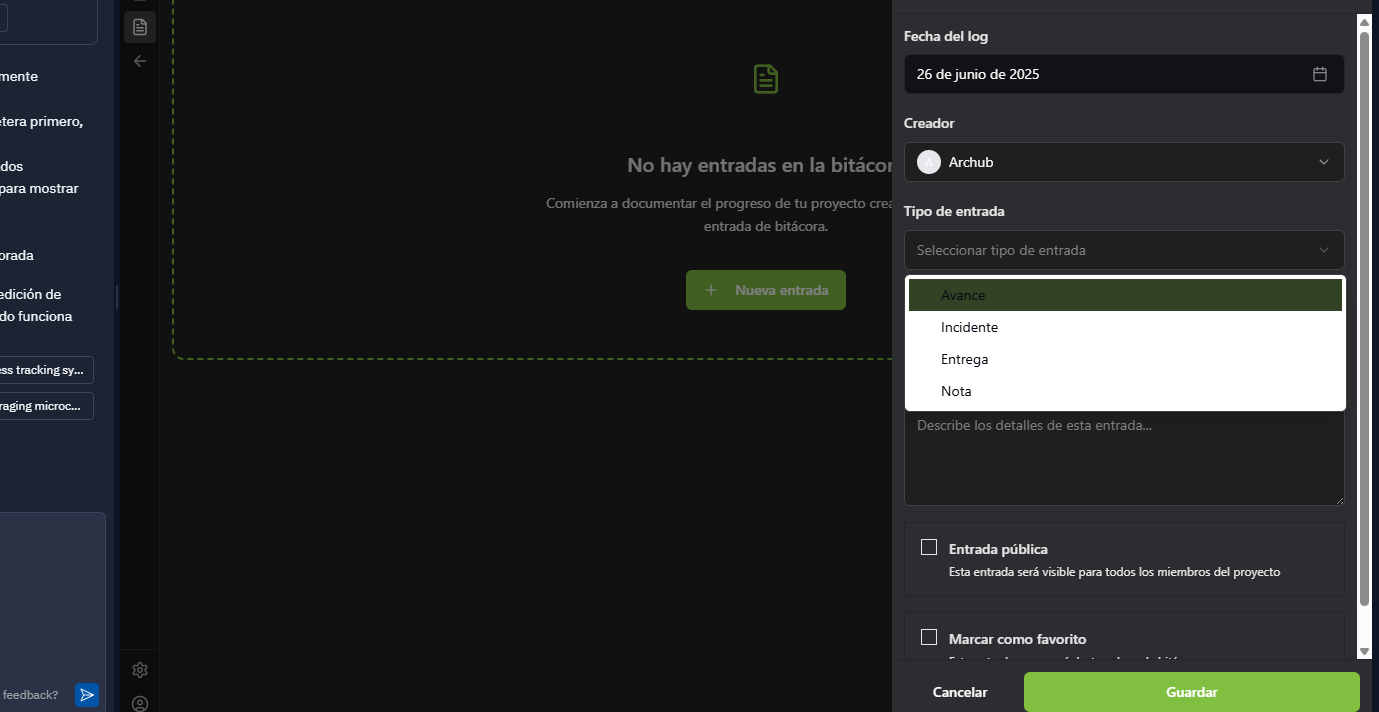 mente
etera primero,
dos
para mostrar
orada
edición de
do funciona
ess tracking sy...
raging microc...
feedback?
No hay entradas en la bitácor
Comienza a documentar el progreso de tu proyecto crea
entrada de bitácora.
+ Nueva entrada
Fecha del log
26 de junio de 2025
Creador
A Archub
Tipo de entrada
Seleccionar tipo de entrada
Avance
Incidente
Entrega
Nota
Describe los detalles de esta entrada...
Entrada pública
Esta entrada será visible para todos los miembros del proyecto
Marcar como favorito
Cancelar
Guardar